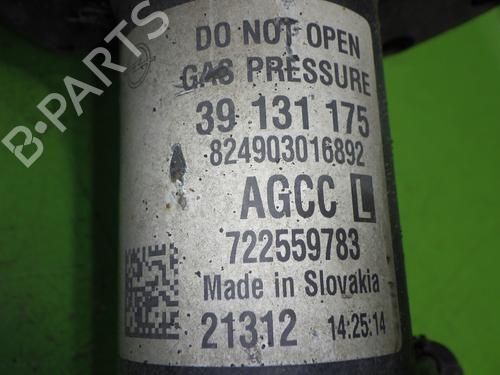 DO NOT OPEN
GAS PRESSURE
39 131 175
824903016892
AGCC L
722559783
Made in Slovakia
21312 14:25:14
B-PARTS